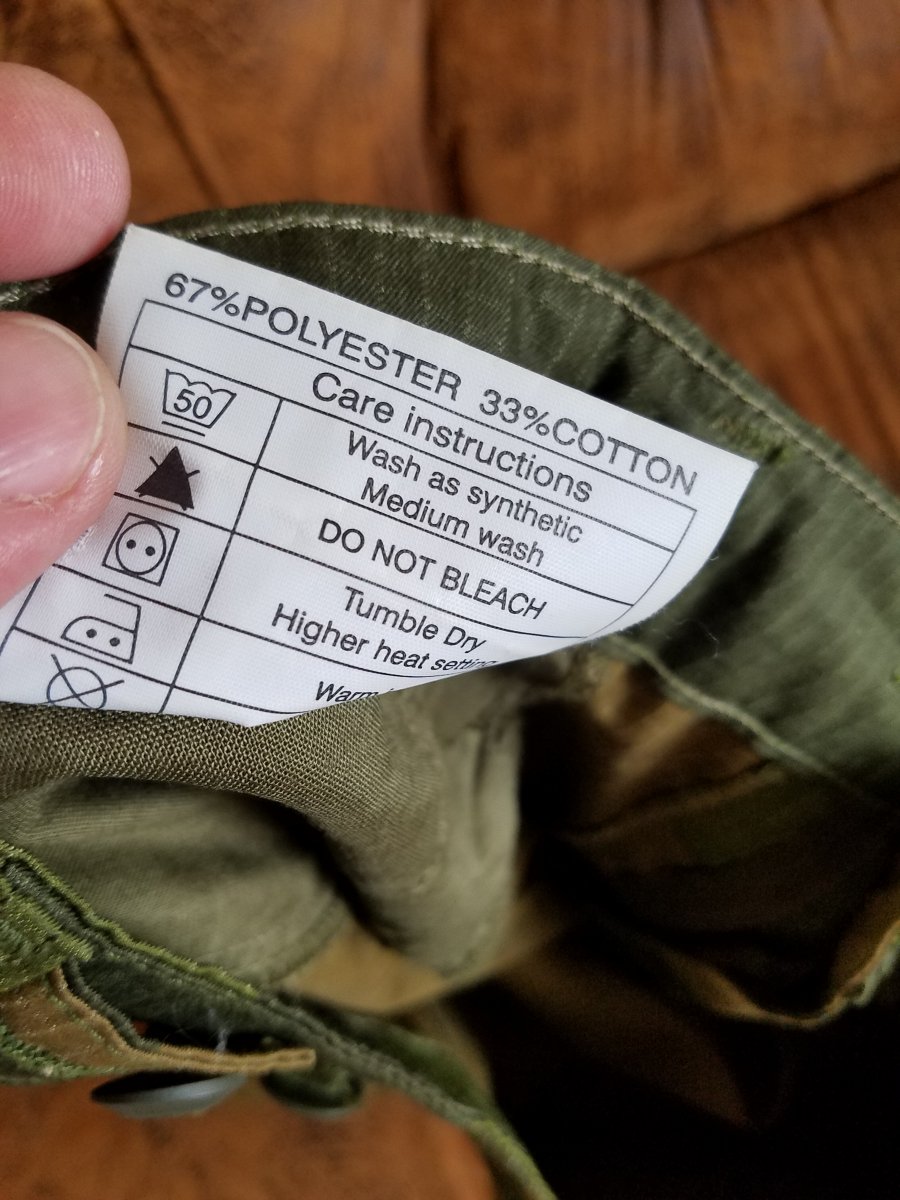 67%POLYESTER 33%COTTON
Care instructions
50
Wash as synthetic
Medium wash
DO NOT BLEACH
Tumble Dry
Higher heat setting
Warm